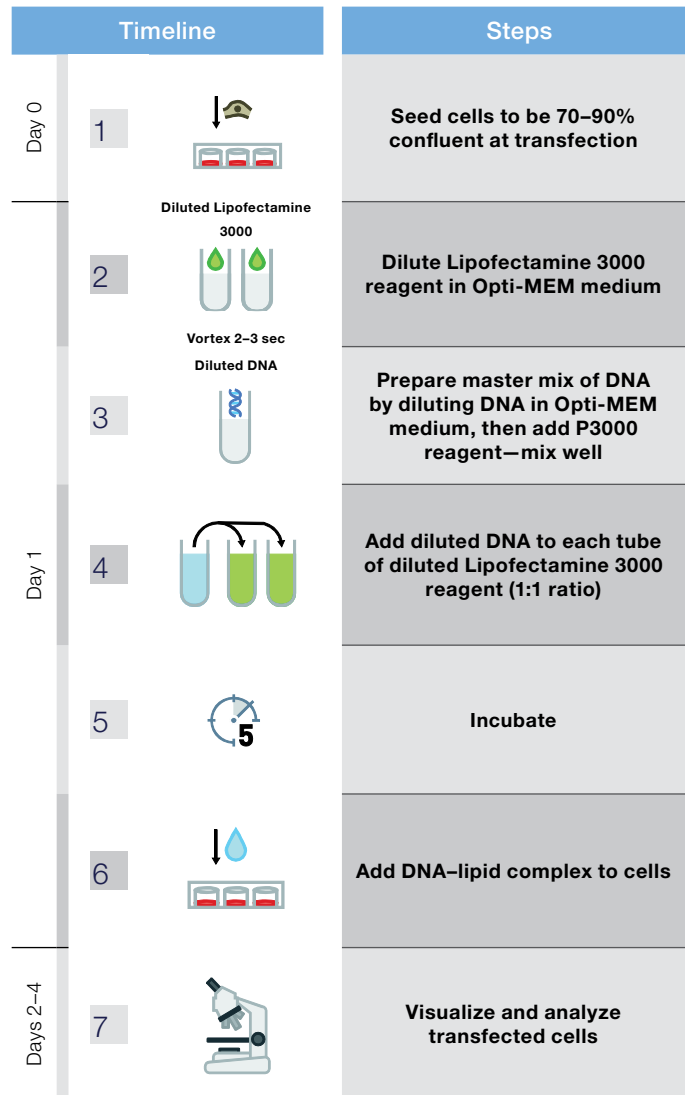 Timeline
Steps
Day 0
1
Seed cells to be 70–90%
confluent at transfection
Day 1
2
Diluted Lipofectamine
3000
Dilute Lipofectamine 3000
reagent in Opti-MEM medium
Vortex 2–3 sec
3
Diluted DNA
Prepare master mix of DNA
by diluting DNA in Opti-MEM
medium, then add P3000
reagent—mix well
4
Add diluted DNA to each tube
of diluted Lipofectamine 3000
reagent (1:1 ratio)
5
5
Incubate
6
Add DNA–lipid complex to cells
Days 2–4
7
Visualize and analyze
transfected cells